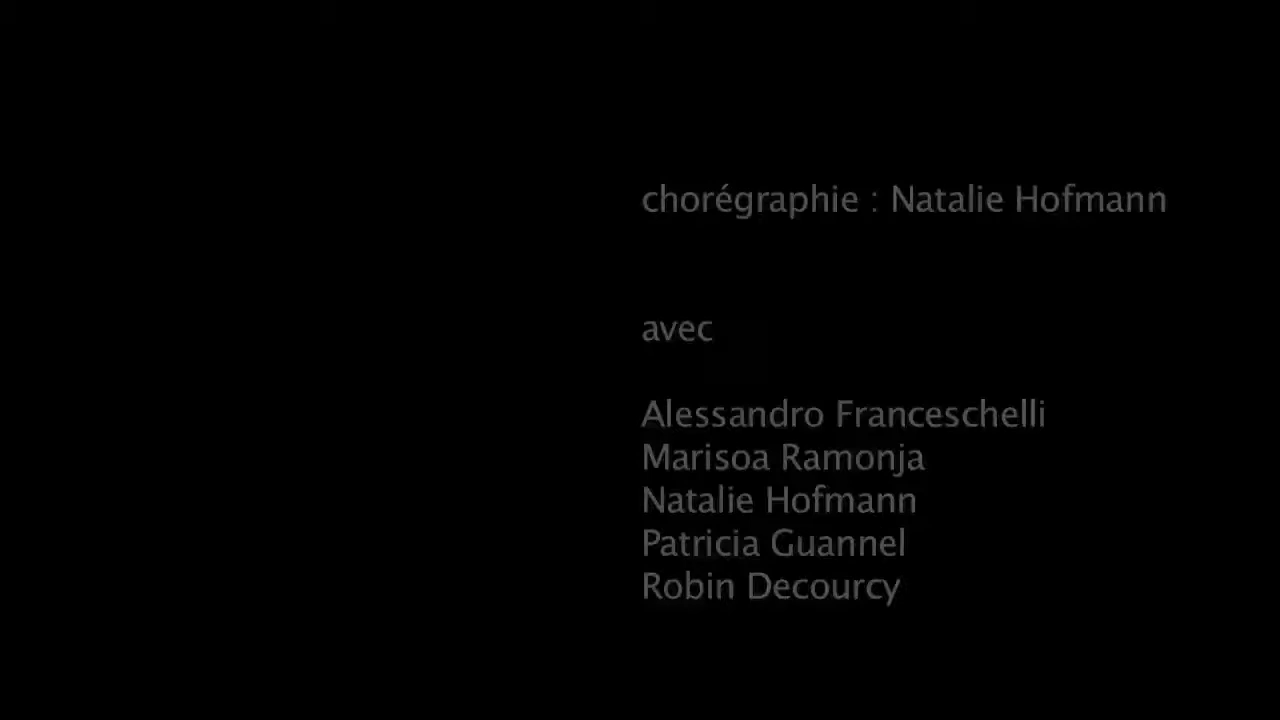 chorégraphie : Natalie Hofmann
avec
Alessandro Franceschelli
Marisoa Ramonja
Natalie Hofmann
Patricia Guannel
Robin Decourcy